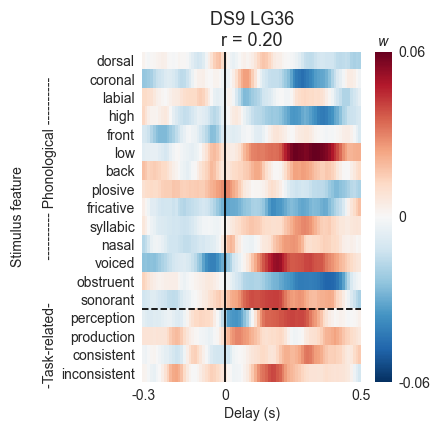 DS9 LG36
r = 0.20
w
0.06
0
-0.06
Stimulus feature
---------- Phonological ----------
-Task-related-
dorsal
coronal
labial
high
front
low
back
plosive
fricative
syllabic
nasal
voiced
obstruent
sonorant
perception
production
consistent
inconsistent
-0.3
0
0.5
Delay (s)